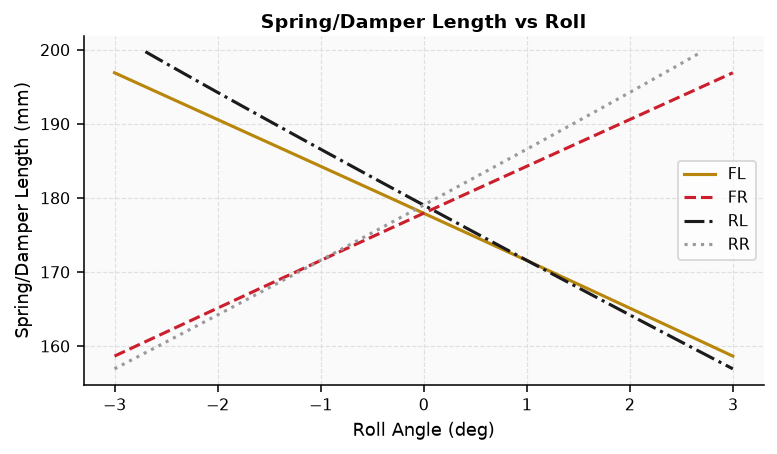 Spring/Damper Length vs Roll
Spring/Damper Length (mm)
200
190
180
170
160
−3
−2
−1
0
1
2
3
Roll Angle (deg)
FL
FR
RL
RR